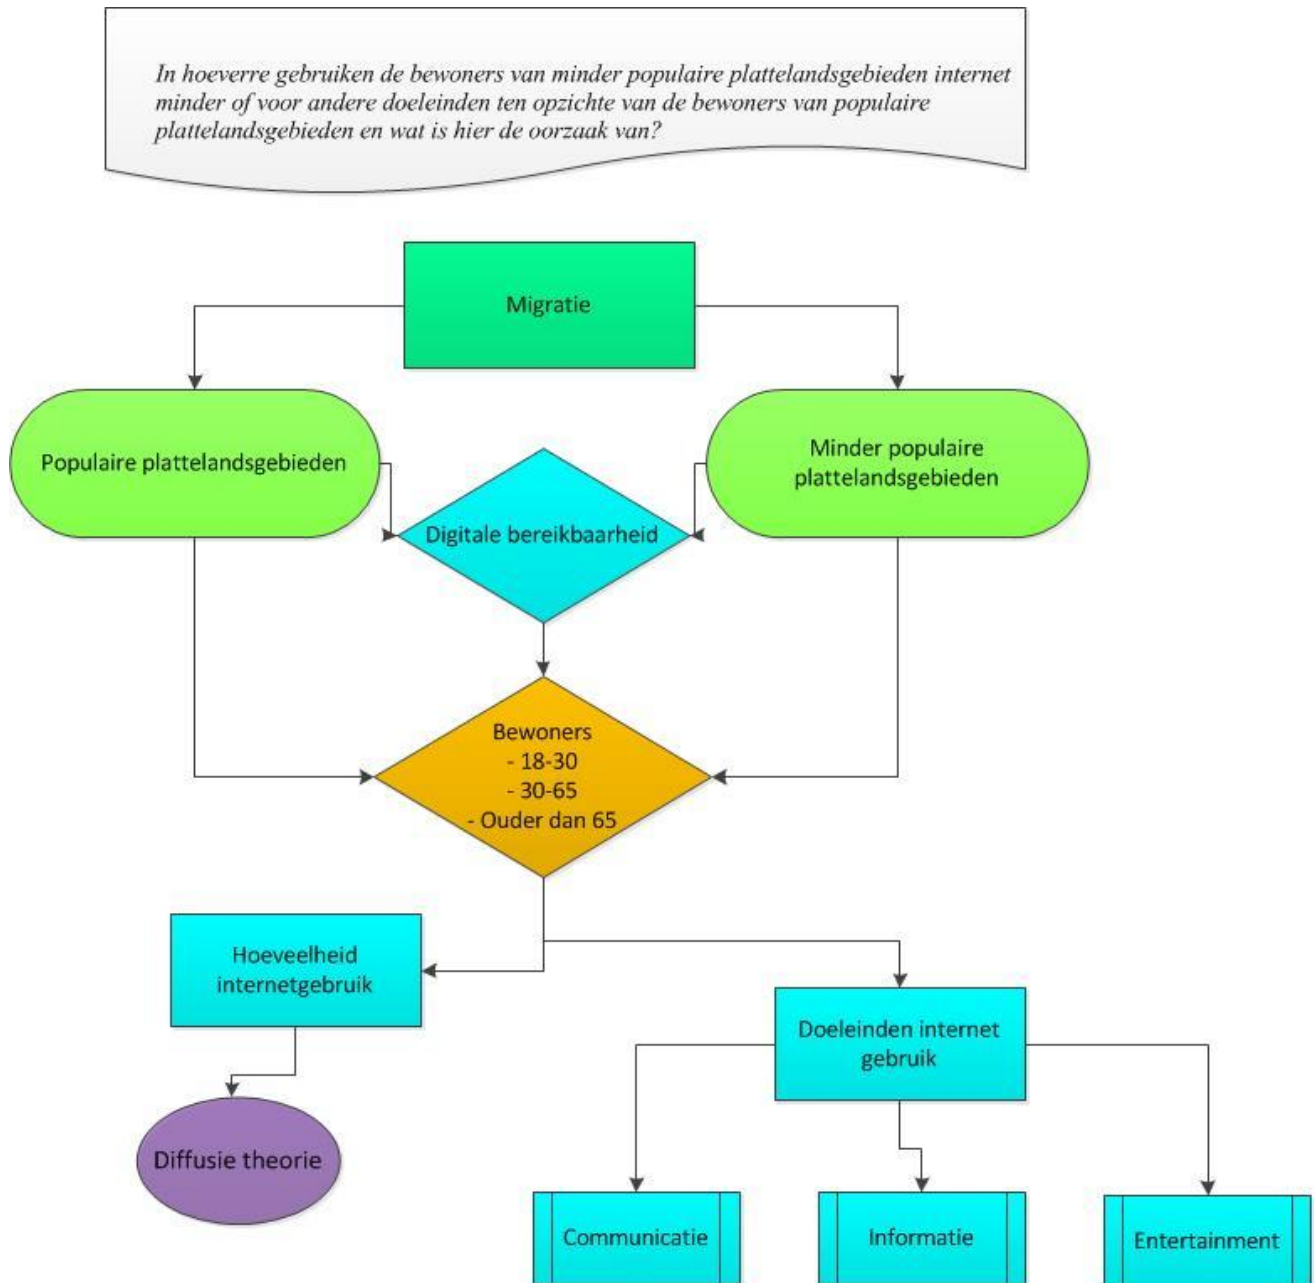 In hoeverre gebruiken de bewoners van minder populaire plattelandsgebieden internet
minder of voor andere doeleinden ten opzichte van de bewoners van populaire
plattelandsgebieden en wat is hier de oorzaak van?
Migratie
Populaire plattelandsgebieden
Minder populaire
plattelandsgebieden
Digitale bereikbaarheid
Bewoners
- 18-30
- 30-65
- Ouder dan 65
Hoeveelheid
internetgebruik
Doeleinden internet
gebruik
Diffusie theorie
Communicatie
Informatie
Entertainment